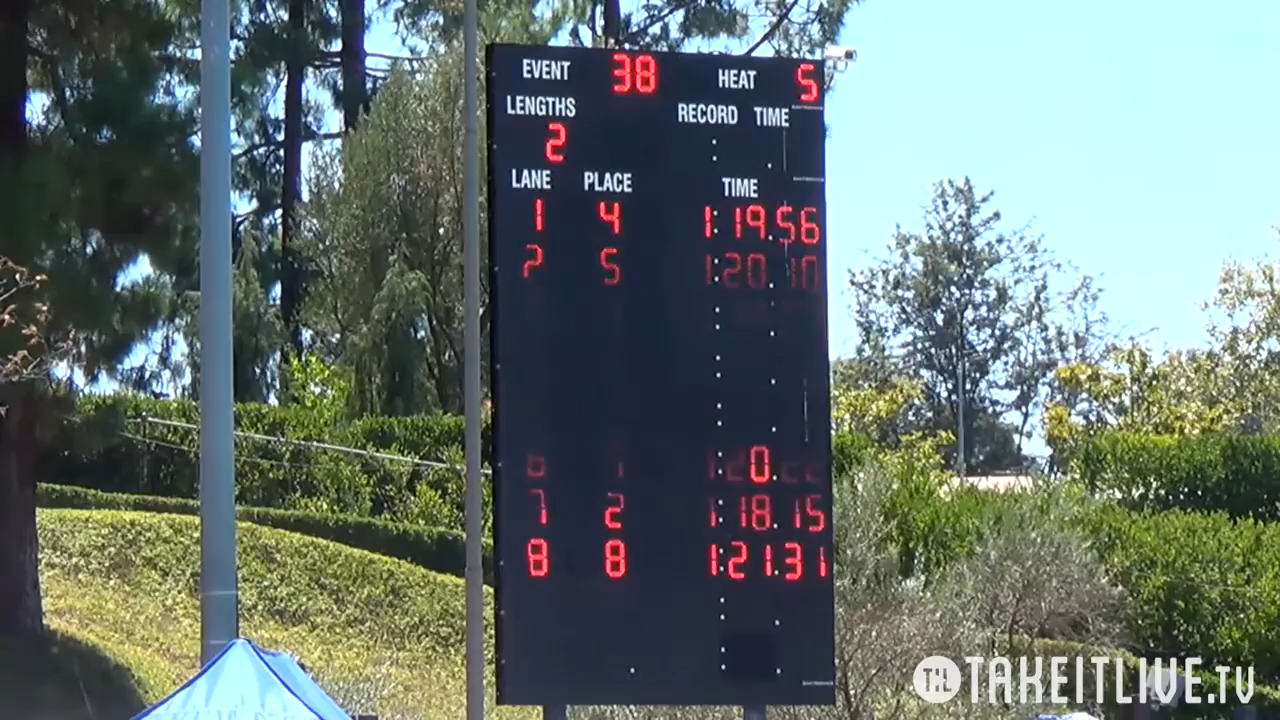 EVENT 38 HEAT 5
LENGTHS RECORD TIME
2
LANE PLACE TIME
1 4 1:19.56
2 5 1:20.10
7 2 1:18.15
8 8 1:21.31
TIL TAKEITLIVE.TV